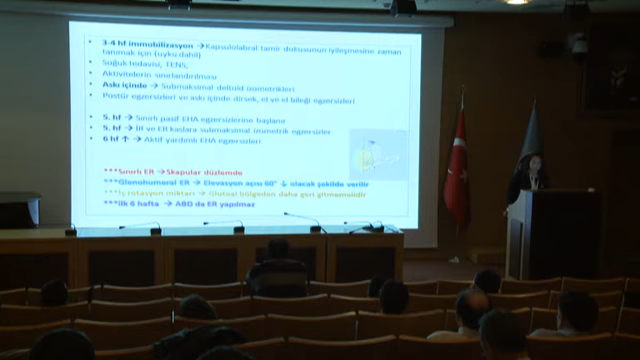 3-4 hf immobilizasyon → Kapsulolabral tamir dokusunun iyileşmesine zaman
tanımak için (uyku dahil)
Soğuk tedavisi, TENS,
Aktivitelerin sınırlandırılması
Askı içinde → Submaksimal deltoid izometrikleri
Postür egzersizleri ve askı içinde dirsek, el ve el bileği egzersizleri
5. hf → Sınırlı pasif EHA egzersizlerine başlanır
5. hf → İR ve ER kaslara submaksimal izometrik egzersizler
6 hf ↑ → Aktif yardımlı EHA egzersizleri
***Sınırlı ER → Skapular düzlemde
***Glenohumeral ER → Elevasyon açısı 60° ↓ olacak şekilde verilir
***İç rotasyon miktarı → Gluteal bölgeden daha geri gitmemelidir
***İlk 6 hafta → ABD da ER yapılmaz